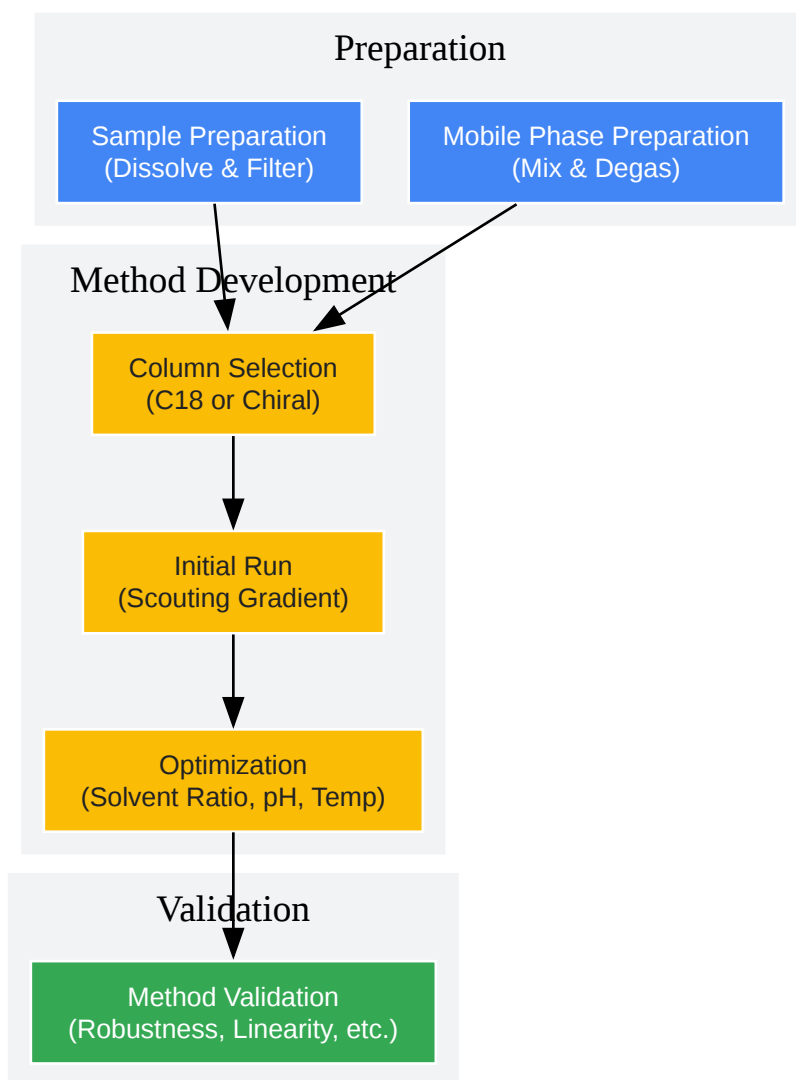 Preparation
Sample Preparation
(Dissolve & Filter)
Mobile Phase Preparation
(Mix & Degas)
Method Development
Column Selection
(C18 or Chiral)
Initial Run
(Scouting Gradient)
Optimization
(Solvent Ratio, pH, Temp)
Validation
Method Validation
(Robustness, Linearity, etc.)